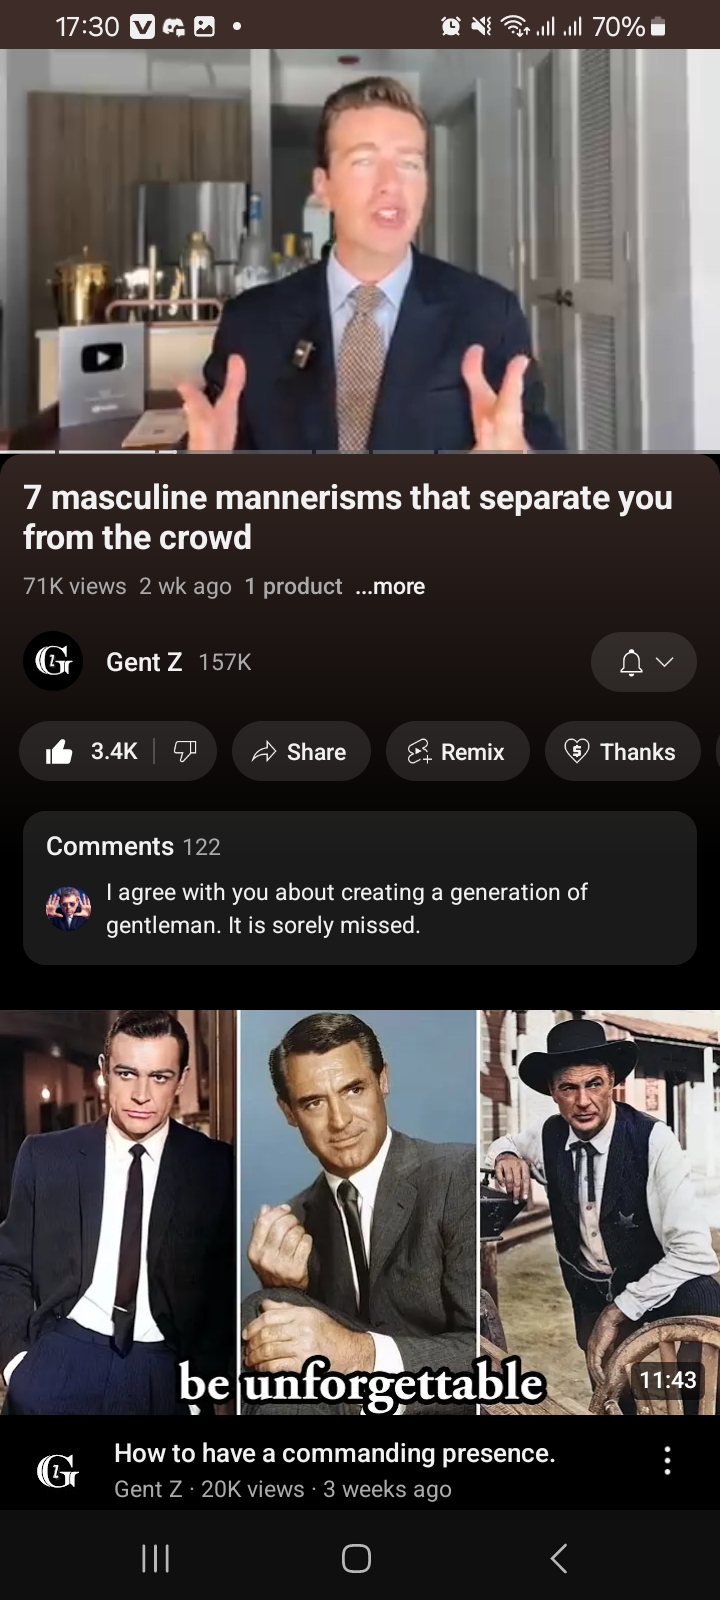 17:30 70%
7 masculine mannerisms that separate you
from the crowd
71K views 2 wk ago 1 product ...more
Gent Z 157K
3.4K Share Remix Thanks
Comments 122
I agree with you about creating a generation of
gentleman. It is sorely missed.
be unforgettable
11:43
How to have a commanding presence.
Gent Z · 20K views · 3 weeks ago